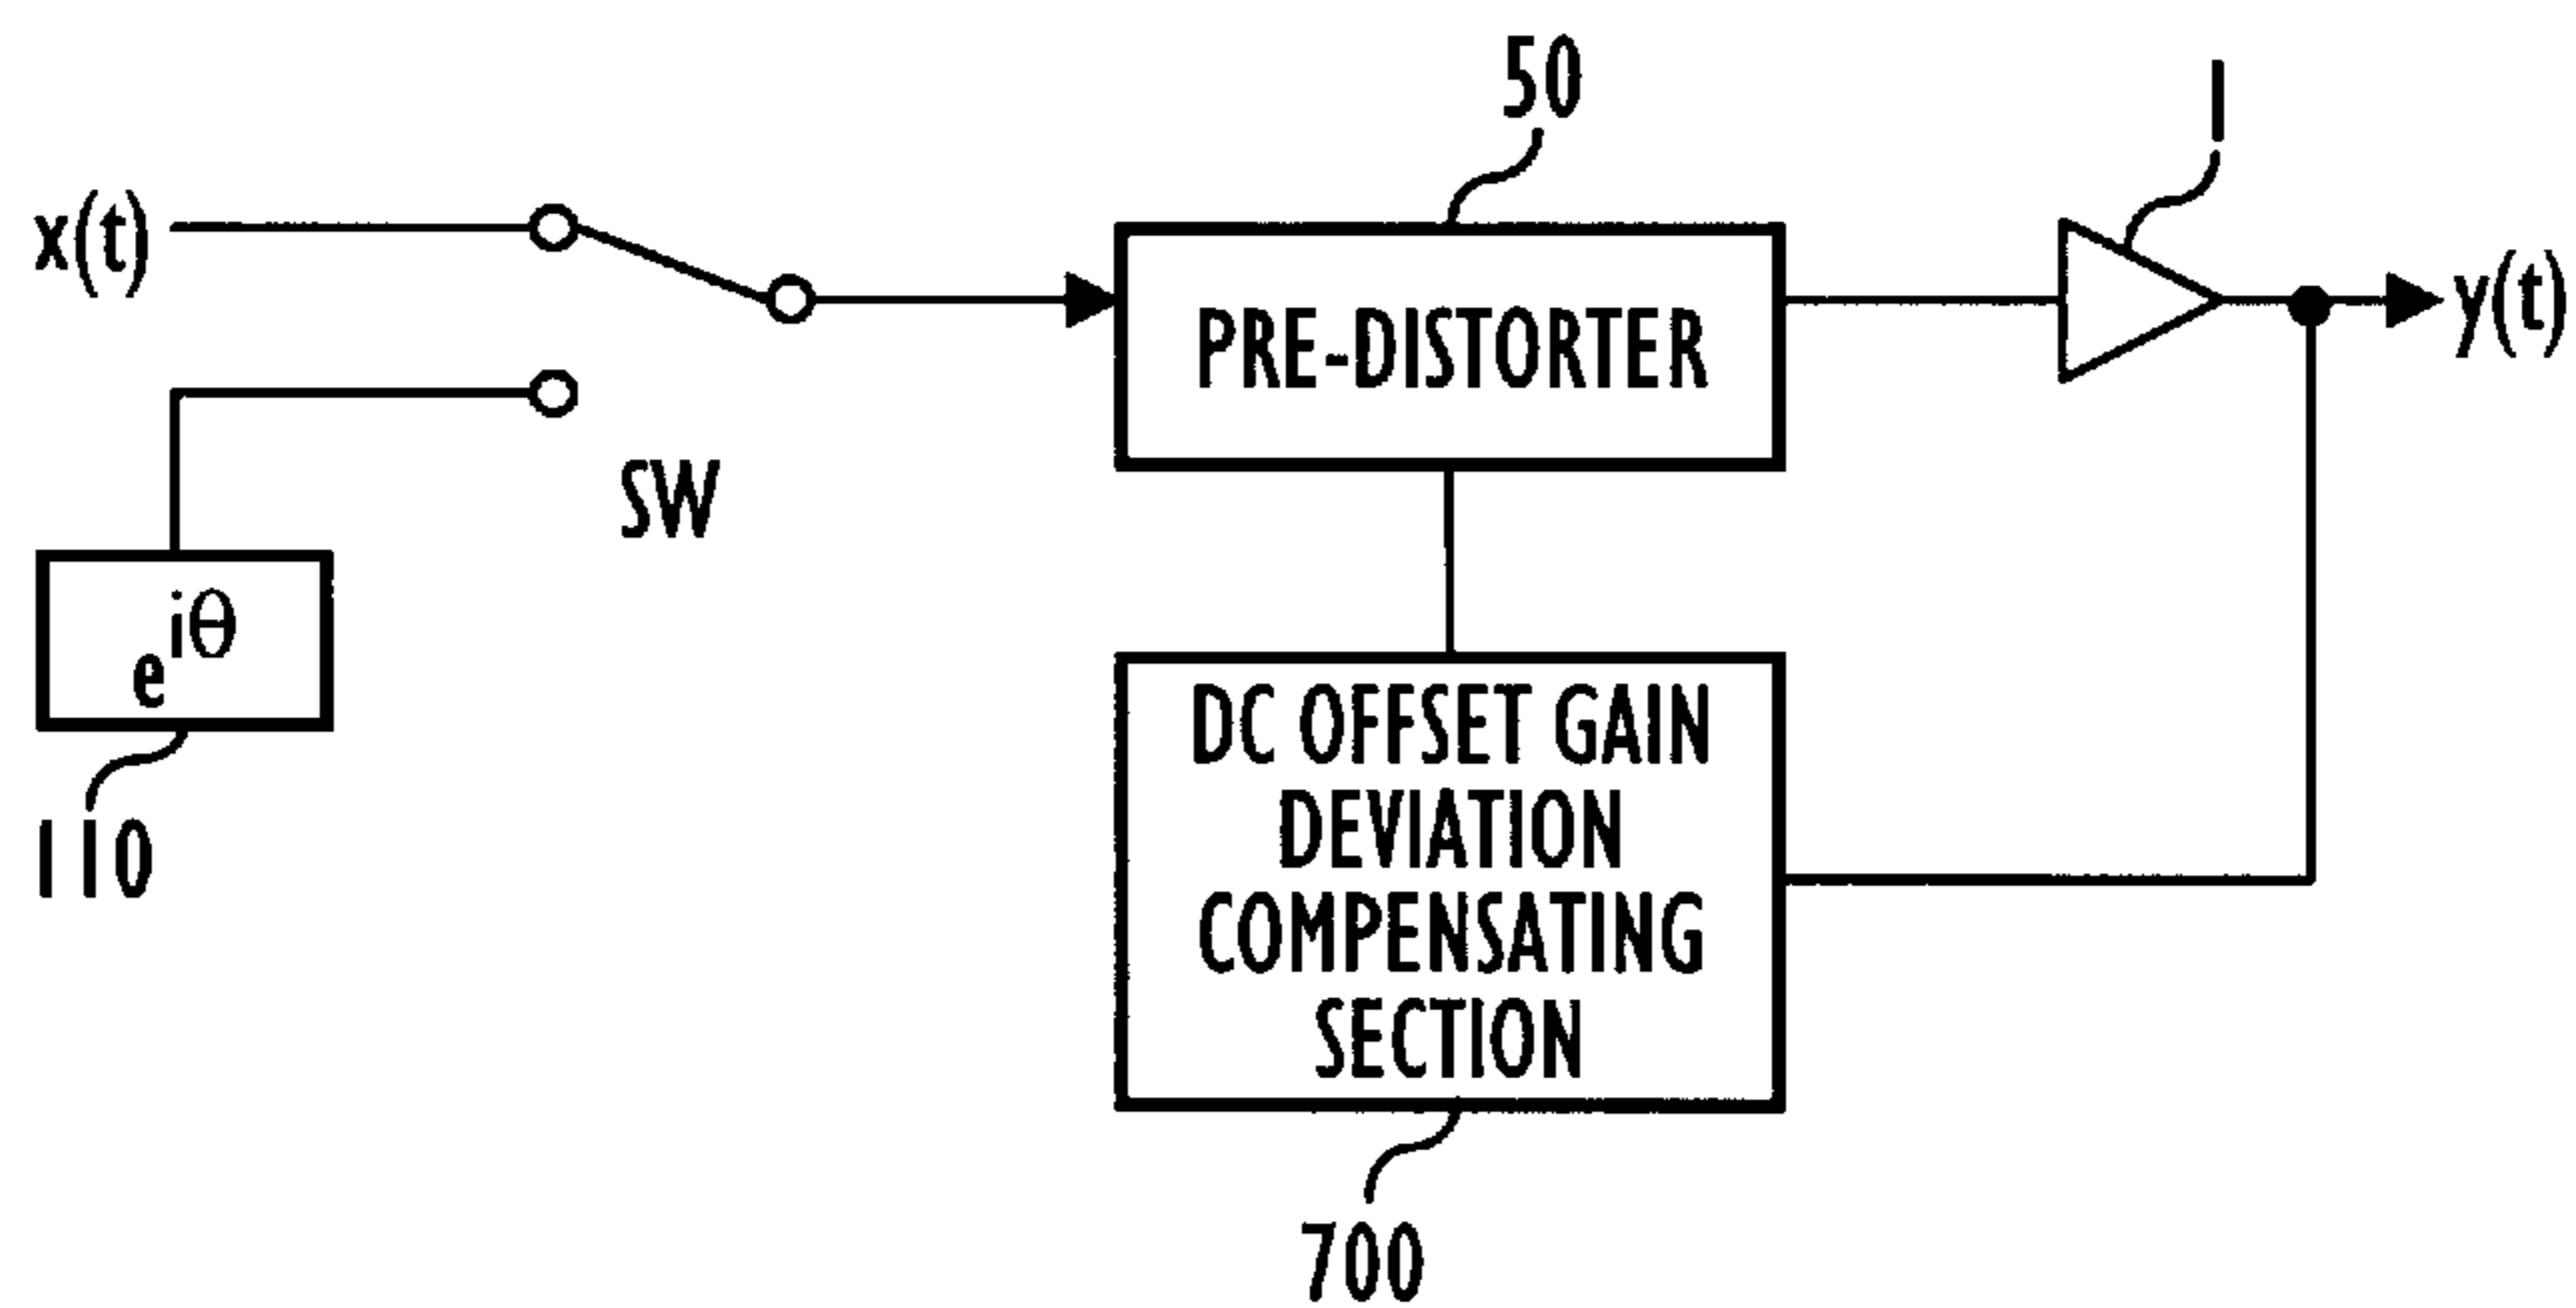 50
1
x(t)
PRE-DISTORTER
y(t)
SW
e^{iθ}
110
DC OFFSET GAIN
DEVIATION
COMPENSATING
SECTION
700